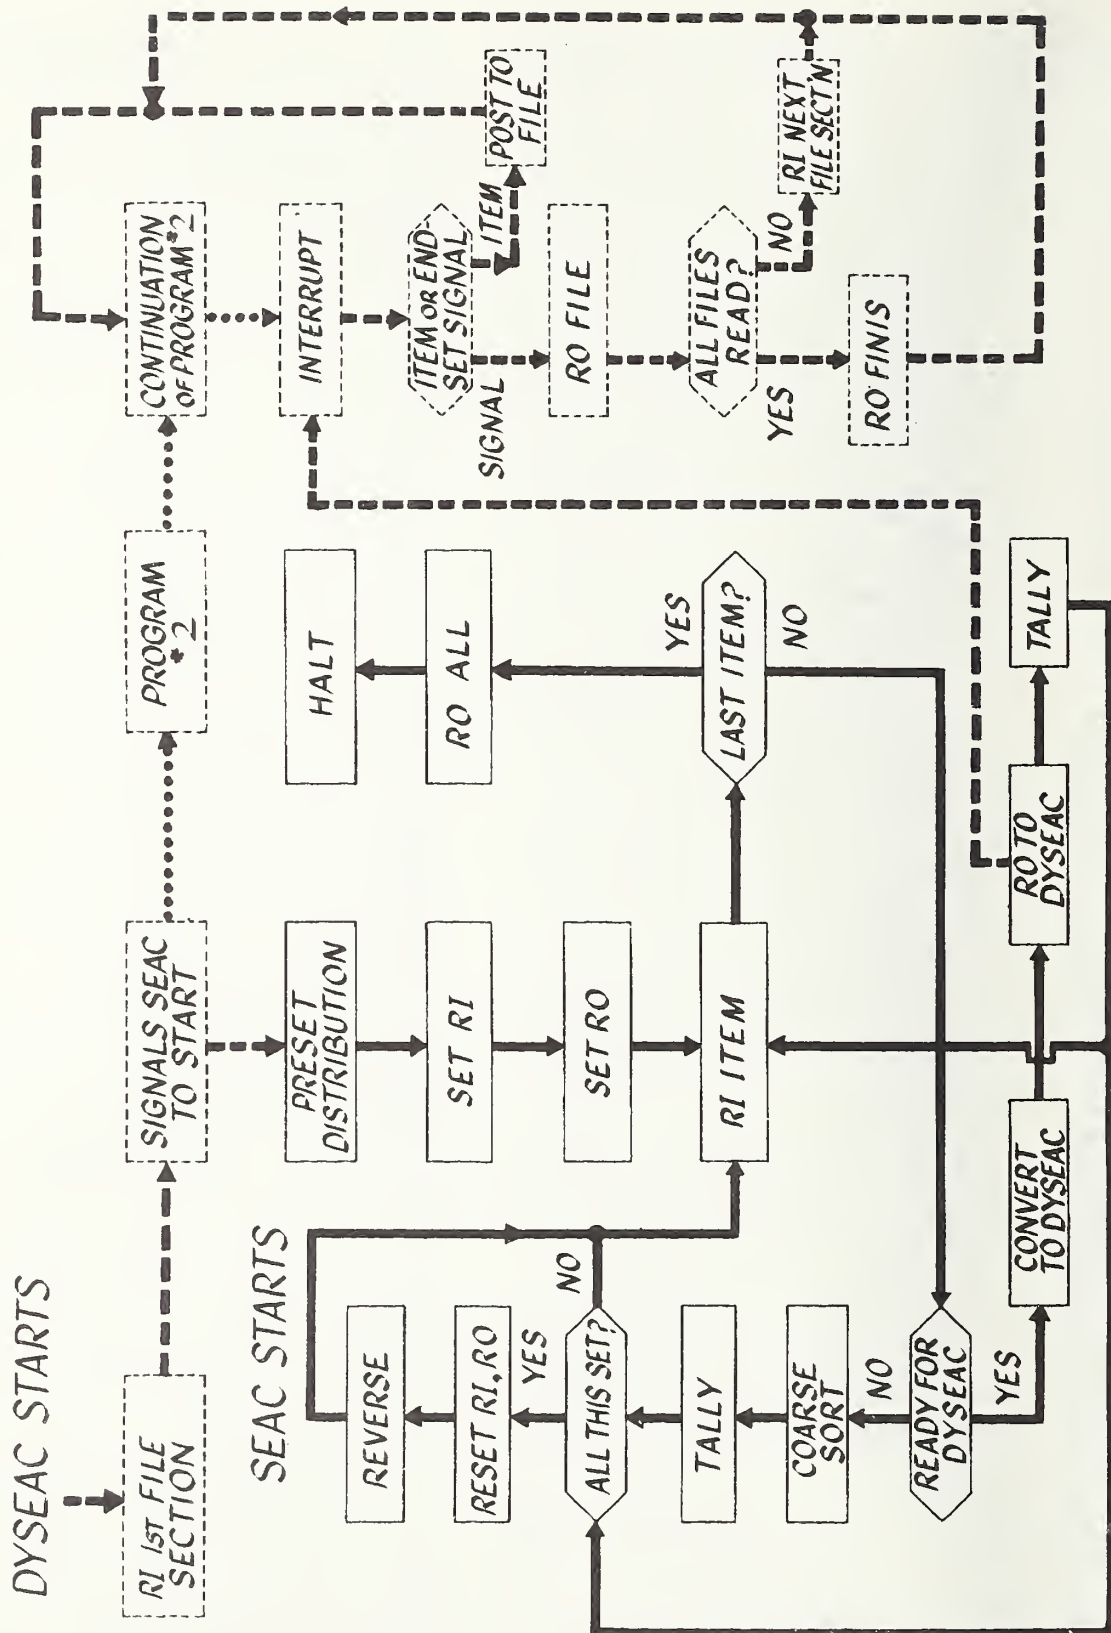 DYSEAC STARTS
RI 1ST FILE
SECTION
SIGNALS SEAC
TO START
PROGRAM
*2
CONTINUATION
OF PROGRAM *2
SEAC STARTS
REVERSE
PRESET
DISTRIBUTION
HALT
INTERRUPT
RESET RI, RO
SET RI
RO ALL
ITEM OR END-
SET SIGNAL
ITEM
POST TO
FILE
SIGNAL
YES
ALL THIS SET?
NO
SET RO
RO FILE
TALLY
RI ITEM
YES
LAST ITEM?
NO
ALL FILES
READ?
NO
RI NEXT
FILE SECT'N
YES
COARSE
SORT
RO FINIS
NO
READY FOR
DYSEAC
YES
CONVERT
TO DYSEAC
RO TO
DYSEAC
TALLY